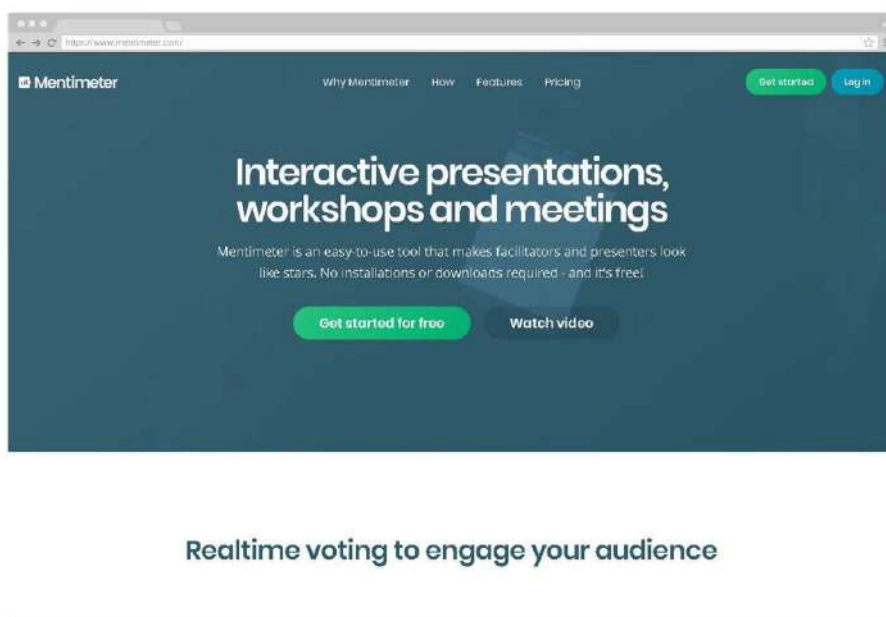 https://www.mentimeter.com/
Mentimeter
Why Mentimeter How Features Pricing
Get started Log in
Interactive presentations,
workshops and meetings
Mentimeter is an easy-to-use tool that makes facilitators and presenters look
like stars. No installations or downloads required - and it's free!
Get started for free Watch video
Realtime voting to engage your audience